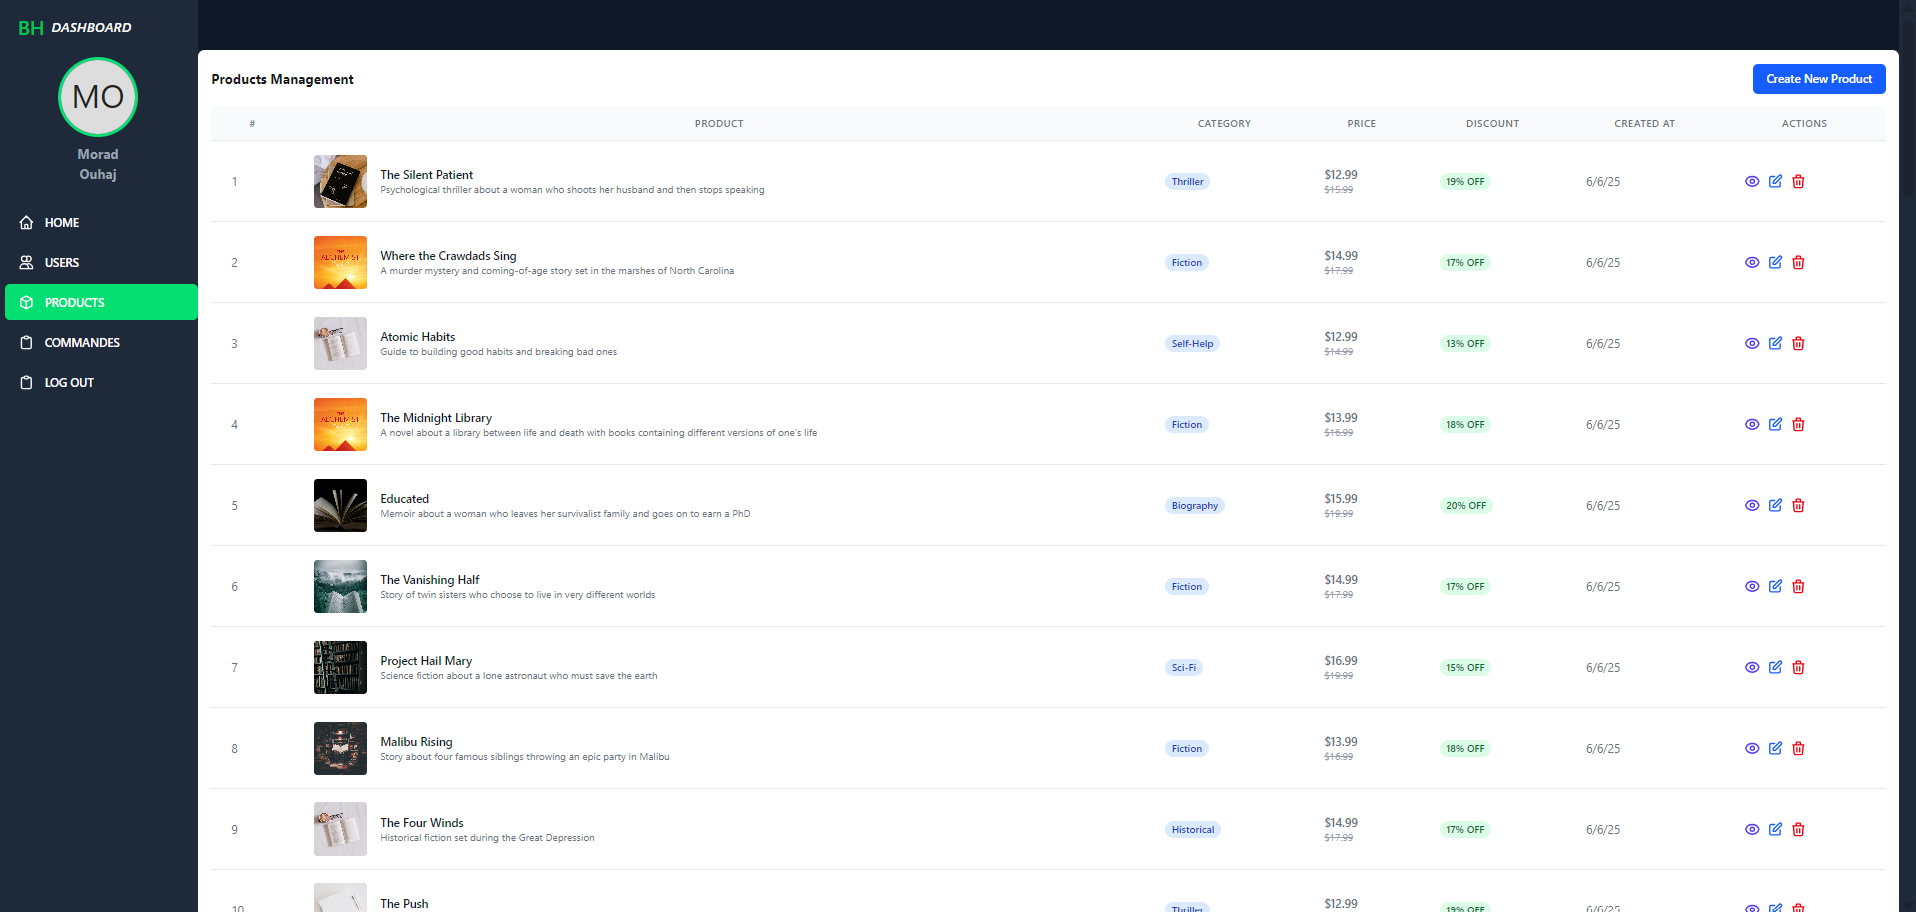 BH DASHBOARD
MO
Morad
Ouhaj
HOME
USERS
PRODUCTS
COMMANDES
LOG OUT
Products Management
Create New Product
# PRODUCT CATEGORY PRICE DISCOUNT CREATED AT ACTIONS
1 The Silent Patient
Psychological thriller about a woman who shoots her husband and then stops speaking
Thriller
$12.99
$15.99
19% OFF
6/6/25
2 THE
ALCHEMIST
Where the Crawdads Sing
A murder mystery and coming-of-age story set in the marshes of North Carolina
Fiction
$14.99
$17.99
17% OFF
6/6/25
3 Atomic Habits
Guide to building good habits and breaking bad ones
Self-Help
$12.99
$14.99
13% OFF
6/6/25
4 THE
ALCHEMIST
The Midnight Library
A novel about a library between life and death with books containing different versions of one's life
Fiction
$13.99
$16.99
18% OFF
6/6/25
5 Educated
Memoir about a woman who leaves her survivalist family and goes on to earn a PhD
Biography
$15.99
$19.99
20% OFF
6/6/25
6 The Vanishing Half
Story of twin sisters who choose to live in very different worlds
Fiction
$14.99
$17.99
17% OFF
6/6/25
7 Project Hail Mary
Science fiction about a lone astronaut who must save the earth
Sci-Fi
$16.99
$19.99
15% OFF
6/6/25
8 Malibu Rising
Story about four famous siblings throwing an epic party in Malibu
Fiction
$13.99
$16.99
18% OFF
6/6/25
9 The Four Winds
Historical fiction set during the Great Depression
Historical
$14.99
$17.99
17% OFF
6/6/25
10 The Push
Thriller
$12.99
19% OFF
6/6/25